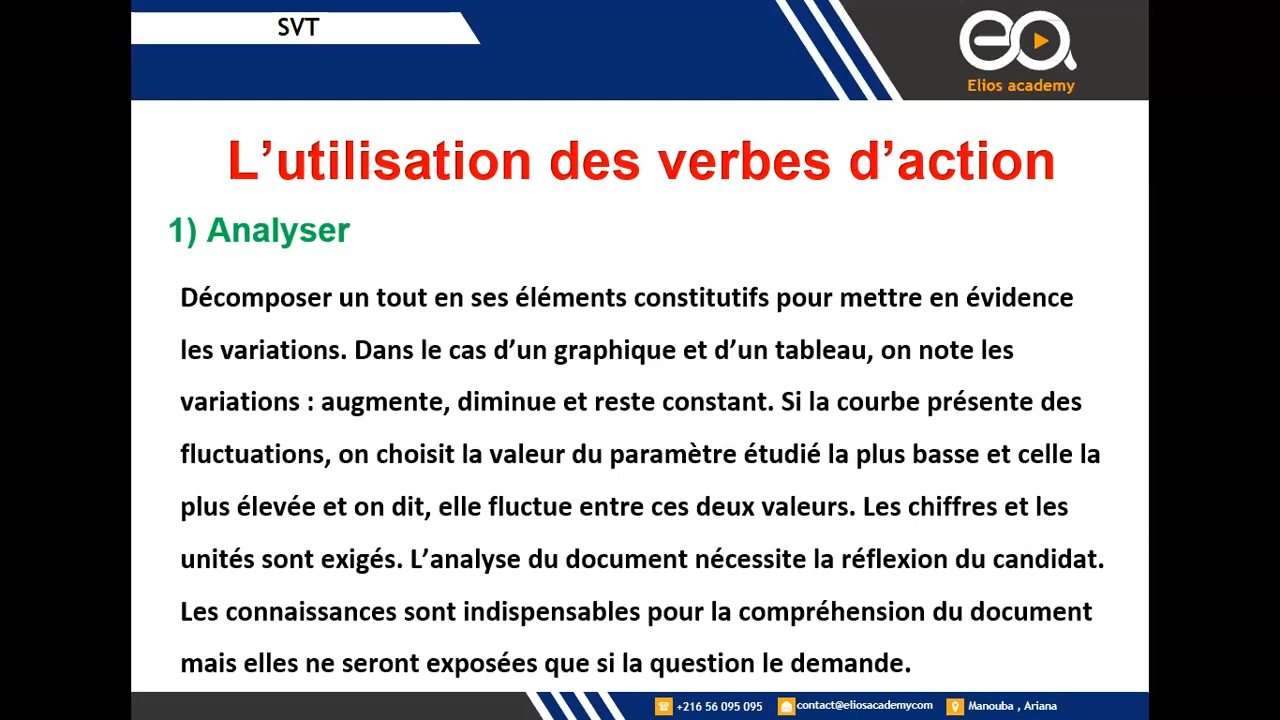 SVT
Elios academy
L’utilisation des verbes d’action
1) Analyser
Décomposer un tout en ses éléments constitutifs pour mettre en évidence
les variations. Dans le cas d’un graphique et d’un tableau, on note les
variations : augmente, diminue et reste constant. Si la courbe présente des
fluctuations, on choisit la valeur du paramètre étudié la plus basse et celle la
plus élevée et on dit, elle fluctue entre ces deux valeurs. Les chiffres et les
unités sont exigés. L’analyse du document nécessite la réflexion du candidat.
Les connaissances sont indispensables pour la compréhension du document
mais elles ne seront exposées que si la question le demande.
+216 56 095 095 contact@eliosacademycom Manouba , Ariana